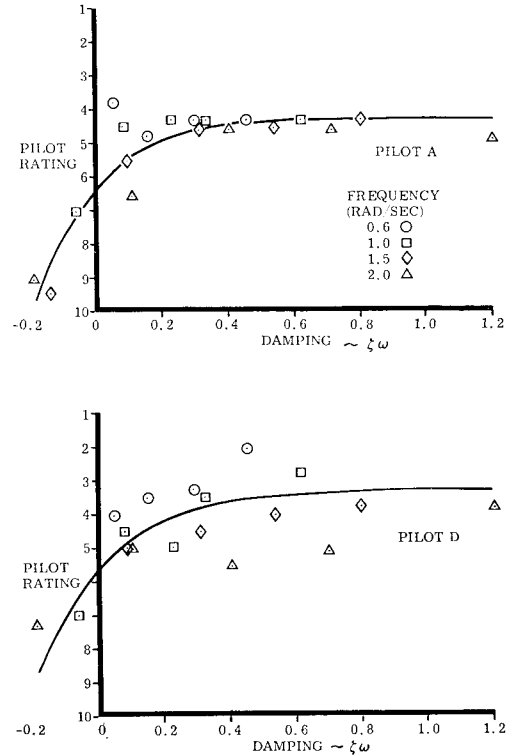 1
2
3
4
PILOT
RATING
5
6
7
8
9
10
PILOT A
FREQUENCY
(RAD/SEC)
0.6
1.0
1.5
2.0
-0.2 0 0.2 0.4 0.6 0.8 1.0 1.2
DAMPING ~ ζω
1
2
3
4
5
PILOT
RATING
7
8
9
10
PILOT D
-0.2 0 0.2 0.4 0.6 0.8 1.0 1.2
DAMPING ~ ζω